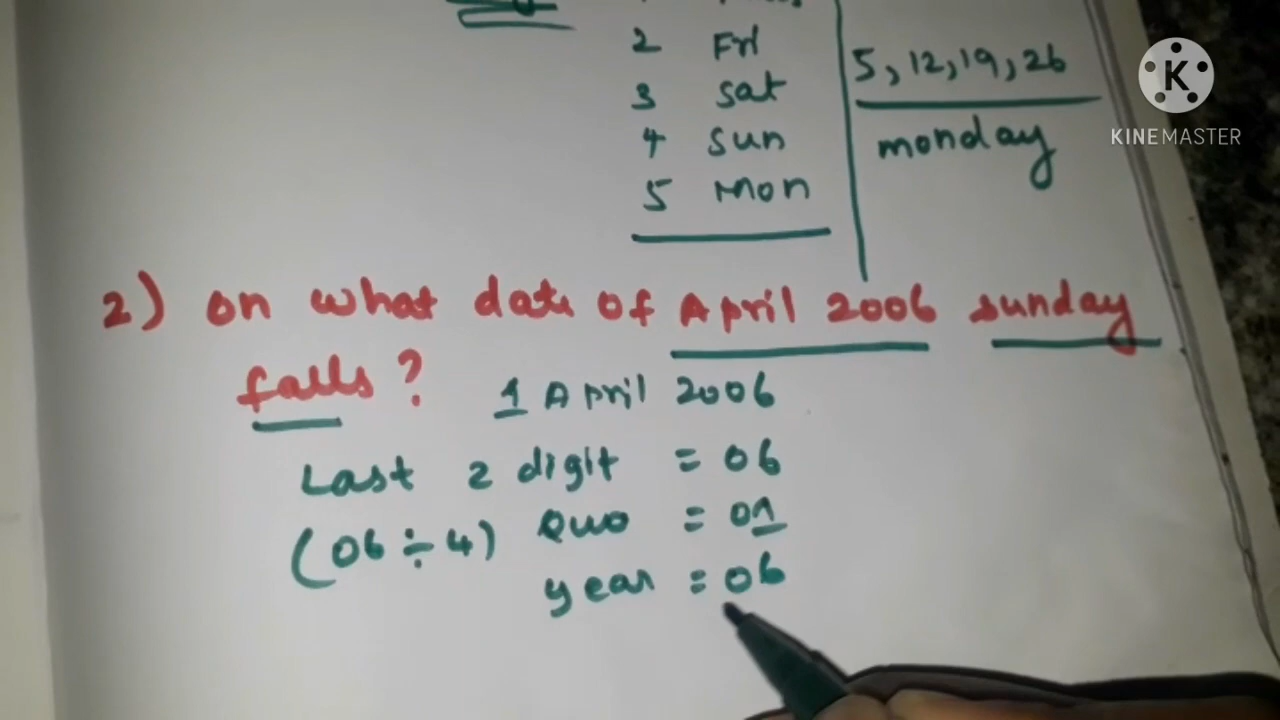 2 Fri
3 Sat
4 Sun
5 Mon
5, 12, 19, 26
monday
KINEMASTER
2) on what date of April 2006 sunday
falls?
1 April 2006
Last 2 digit = 06
(06 ÷ 4) Quo = 01
year = 06